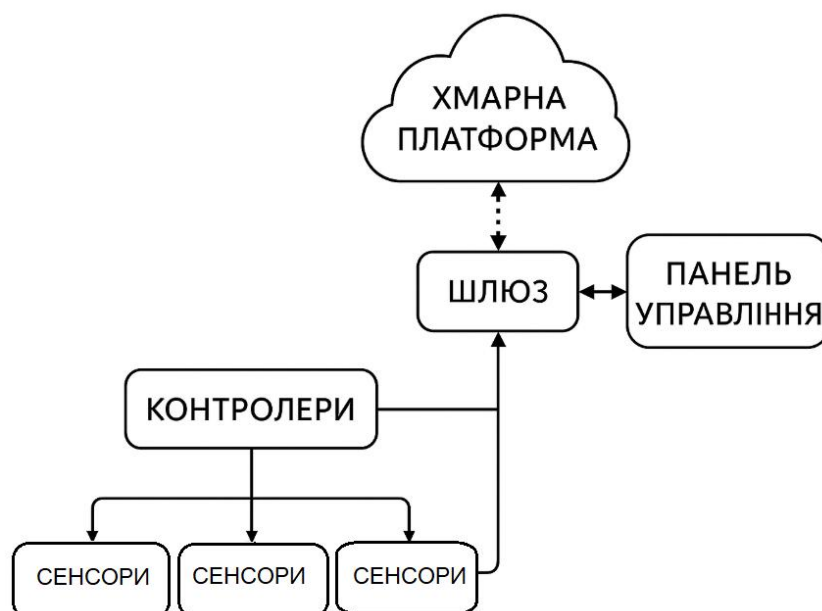 ХМАРНА
ПЛАТФОРМА
ШЛЮЗ
ПАНЕЛЬ
УПРАВЛІННЯ
КОНТРОЛЕРИ
СЕНСОРИ
СЕНСОРИ
СЕНСОРИ